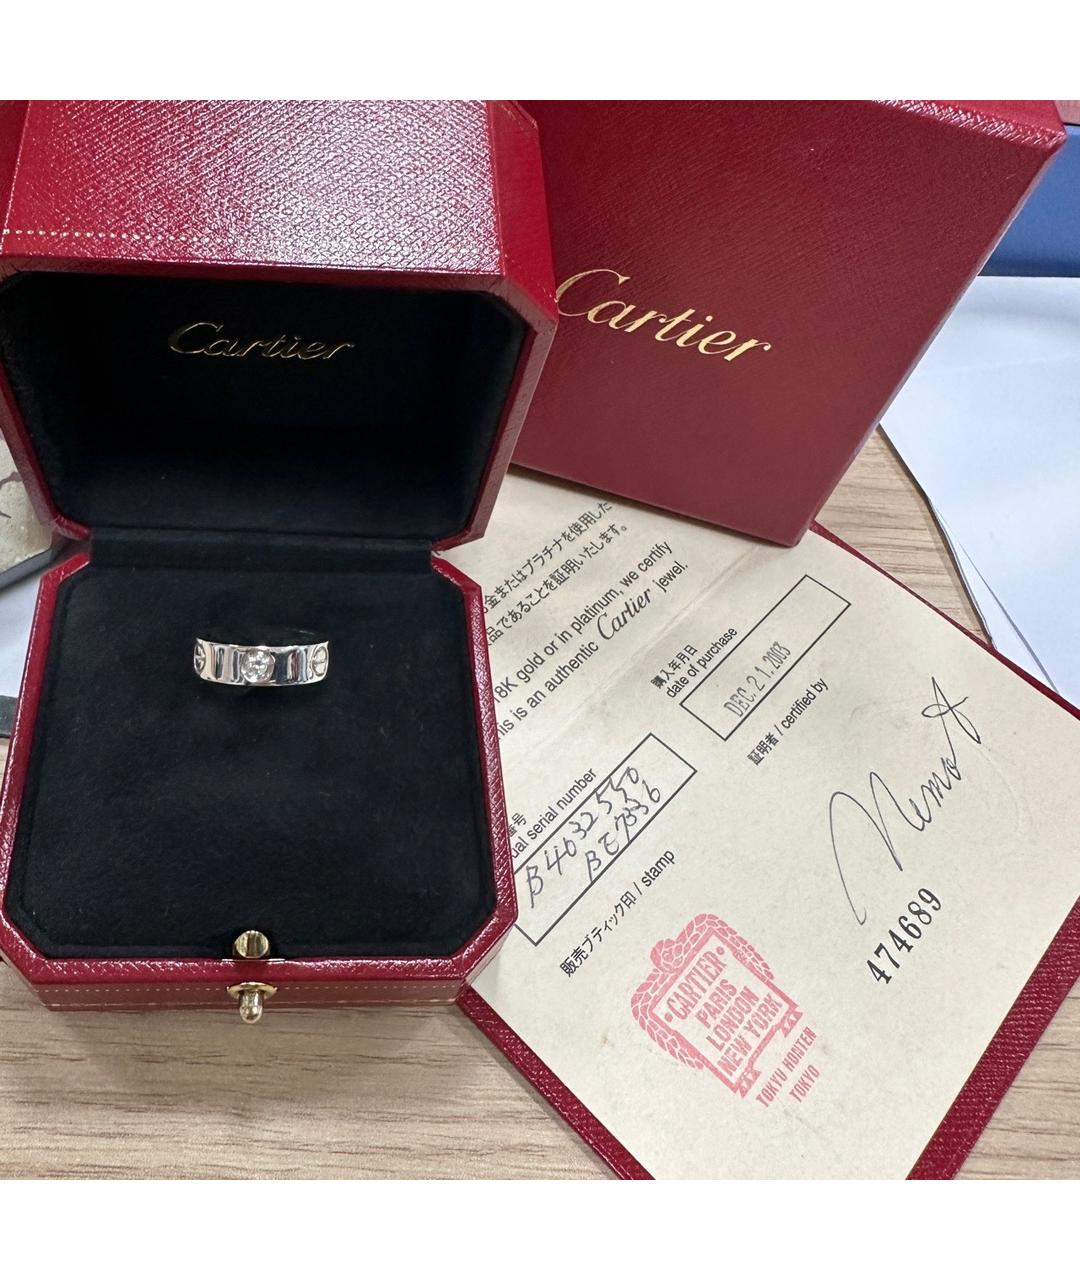 Cartier
Cartier
金またはプラチナを使用した
品であることを証明いたします。
8K gold or in platinum, we certify
is is an authentic Cartier jewel.
購入年月日
date of purchase
DEC. 21. 2003
証明者 / certified by
番号
ual serial number
B4032550
販売ブティック印 / stamp
CARTIER
PARIS
LONDON
NEW YORK
TOKYU HONTEN
TOKYO
474689